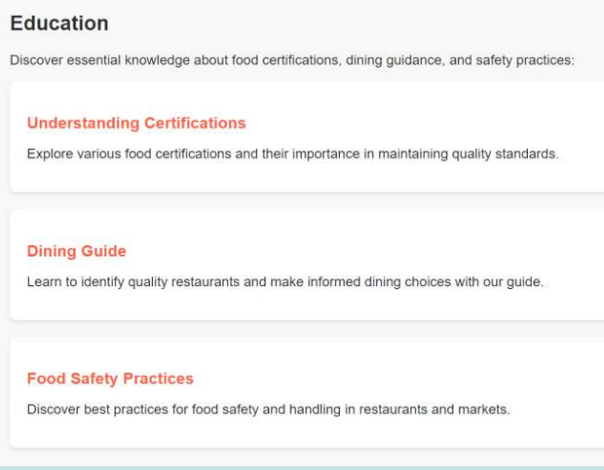 Education
Discover essential knowledge about food certifications, dining guidance, and safety practices:
Understanding Certifications
Explore various food certifications and their importance in maintaining quality standards.
Dining Guide
Learn to identify quality restaurants and make informed dining choices with our guide.
Food Safety Practices
Discover best practices for food safety and handling in restaurants and markets.